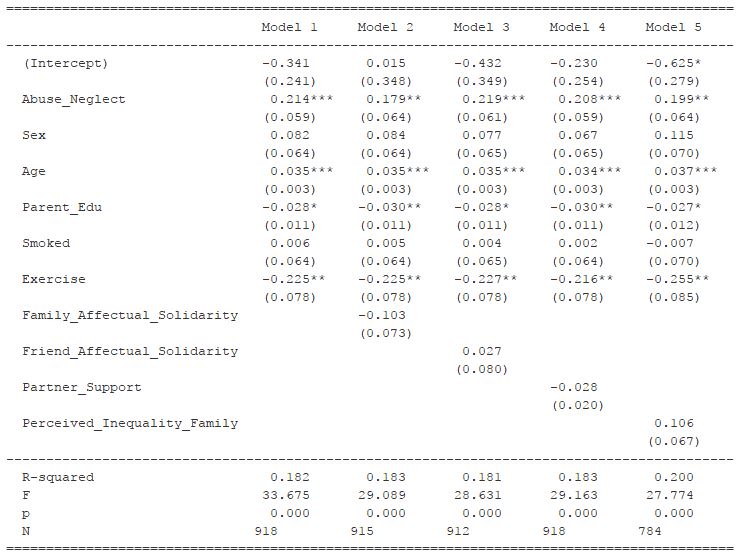 Model 1 Model 2 Model 3 Model 4 Model 5
(Intercept) -0.341 0.015 -0.432 -0.230 -0.625*
(0.241) (0.348) (0.349) (0.254) (0.279)
Abuse_Neglect 0.214*** 0.179** 0.219*** 0.208*** 0.199**
(0.059) (0.064) (0.061) (0.059) (0.064)
Sex 0.082 0.084 0.077 0.067 0.115
(0.064) (0.064) (0.065) (0.065) (0.070)
Age 0.035*** 0.035*** 0.035*** 0.034*** 0.037***
(0.003) (0.003) (0.003) (0.003) (0.003)
Parent_Edu -0.028* -0.030** -0.028* -0.030** -0.027*
(0.011) (0.011) (0.011) (0.011) (0.012)
Smoked 0.006 0.005 0.004 0.002 -0.007
(0.064) (0.064) (0.065) (0.064) (0.070)
Exercise -0.225** -0.225** -0.227** -0.216** -0.255**
(0.078) (0.078) (0.078) (0.078) (0.085)
Family_Affectual_Solidarity -0.103
(0.073)
Friend_Affectual_Solidarity 0.027
(0.080)
Partner_Support -0.028
(0.020)
Perceived_Inequality_Family 0.106
(0.067)
R-squared 0.182 0.183 0.181 0.183 0.200
F 33.675 29.089 28.631 29.163 27.774
p 0.000 0.000 0.000 0.000 0.000
N 918 915 912 918 784